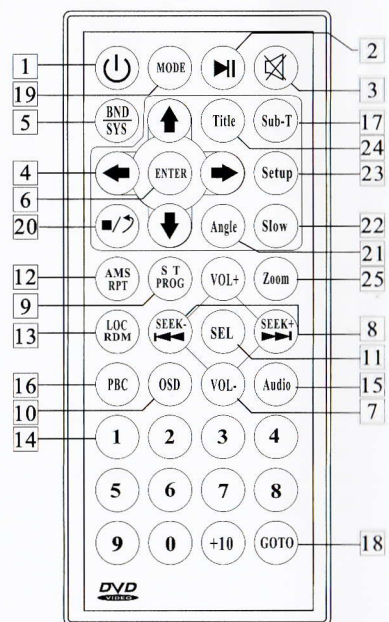 2
1
MODE
3
19
5
BND
SYS
Title
Sub-T
17
24
4
ENTER
Setup
23
6
20
■/
Angle
Slow
22
21
12
AMS
RPT
S T
PROG
VOL+
Zoom
25
9
13
LOC
RDM
SEEK-
SEL
SEEK+
8
11
16
PBC
OSD
VOL-
Audio
15
10
7
14
1
2
3
4
5
6
7
8
9
0
+10
GOTO
18
DVD
VIDEO